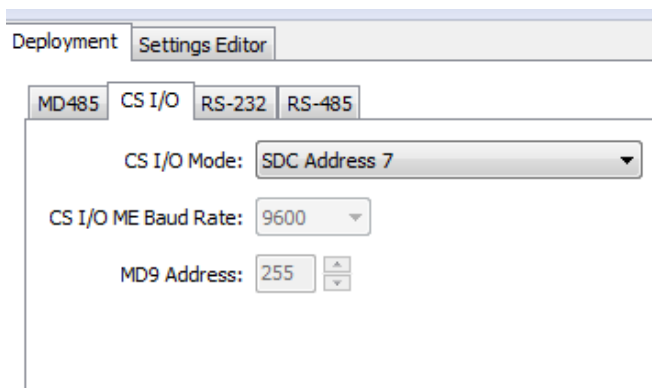 Deployment Settings Editor
MD485 CS I/O RS-232 RS-485
CS I/O Mode: SDC Address 7
CS I/O ME Baud Rate: 9600
MD9 Address: 255